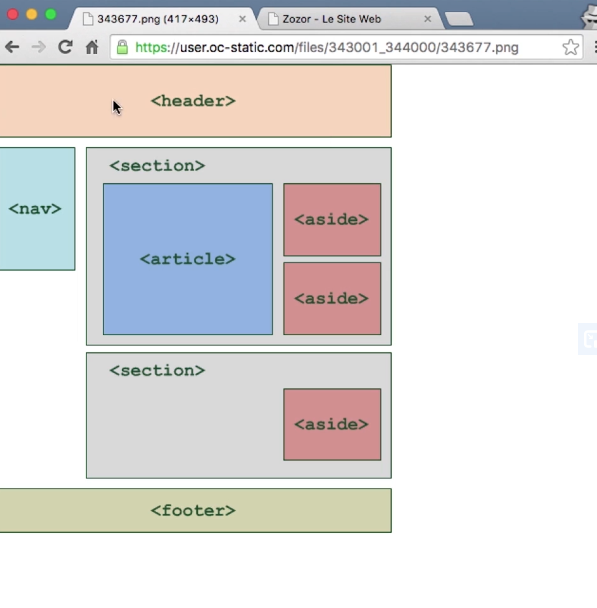 343677.png (417×493)
Zozor - Le Site Web
https://user.oc-static.com/files/343001_344000/343677.png
<header>
<nav>
<section>
<article>
<aside>
<aside>
<section>
<aside>
<footer>